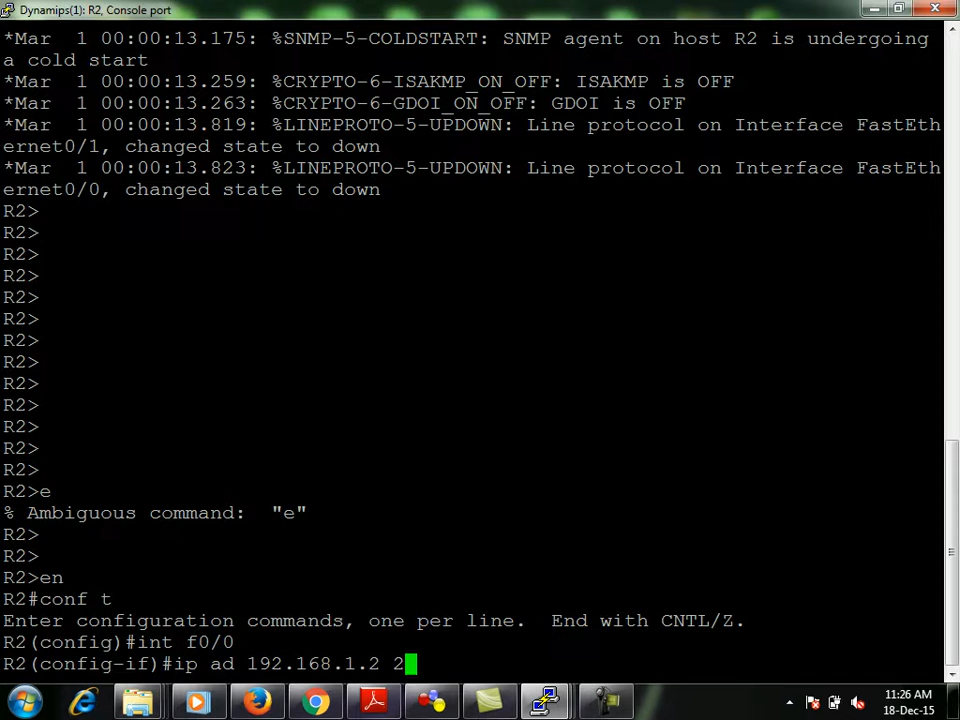 Dynamips(1): R2, Console port
*Mar  1 00:00:13.175: %SNMP-5-COLDSTART: SNMP agent on host R2 is undergoing
a cold start
*Mar  1 00:00:13.259: %CRYPTO-6-ISAKMP_ON_OFF: ISAKMP is OFF
*Mar  1 00:00:13.263: %CRYPTO-6-GDOI_ON_OFF: GDOI is OFF
*Mar  1 00:00:13.819: %LINEPROTO-5-UPDOWN: Line protocol on Interface FastEth
ernet0/1, changed state to down
*Mar  1 00:00:13.823: %LINEPROTO-5-UPDOWN: Line protocol on Interface FastEth
ernet0/0, changed state to down
R2>
R2>
R2>
R2>
R2>
R2>
R2>
R2>
R2>
R2>
R2>
R2>
R2>
R2>e
% Ambiguous command:  "e"
R2>
R2>
R2>en
R2#conf t
Enter configuration commands, one per line.  End with CNTL/Z.
R2(config)#int f0/0
R2(config-if)#ip ad 192.168.1.2 2
11:26 AM
18-Dec-15